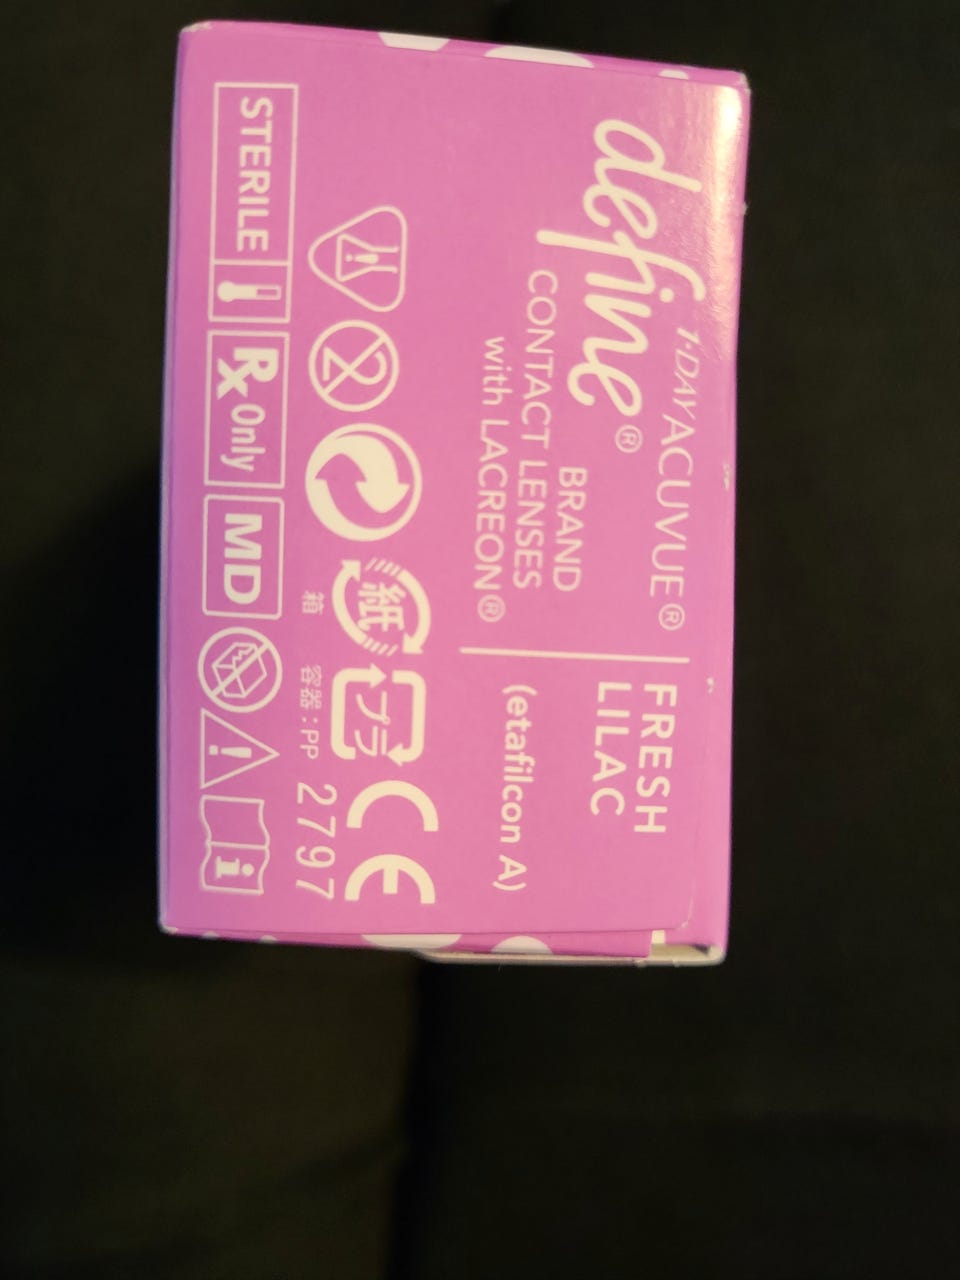 1·DAY ACUVUE®
define®
BRAND
CONTACT LENSES
with LACREON®
FRESH
LILAC
(etafilcon A)
2
紙
プラ
CE
箱
容器：PP
2797
STERILE
Rx Only
MD
!
i